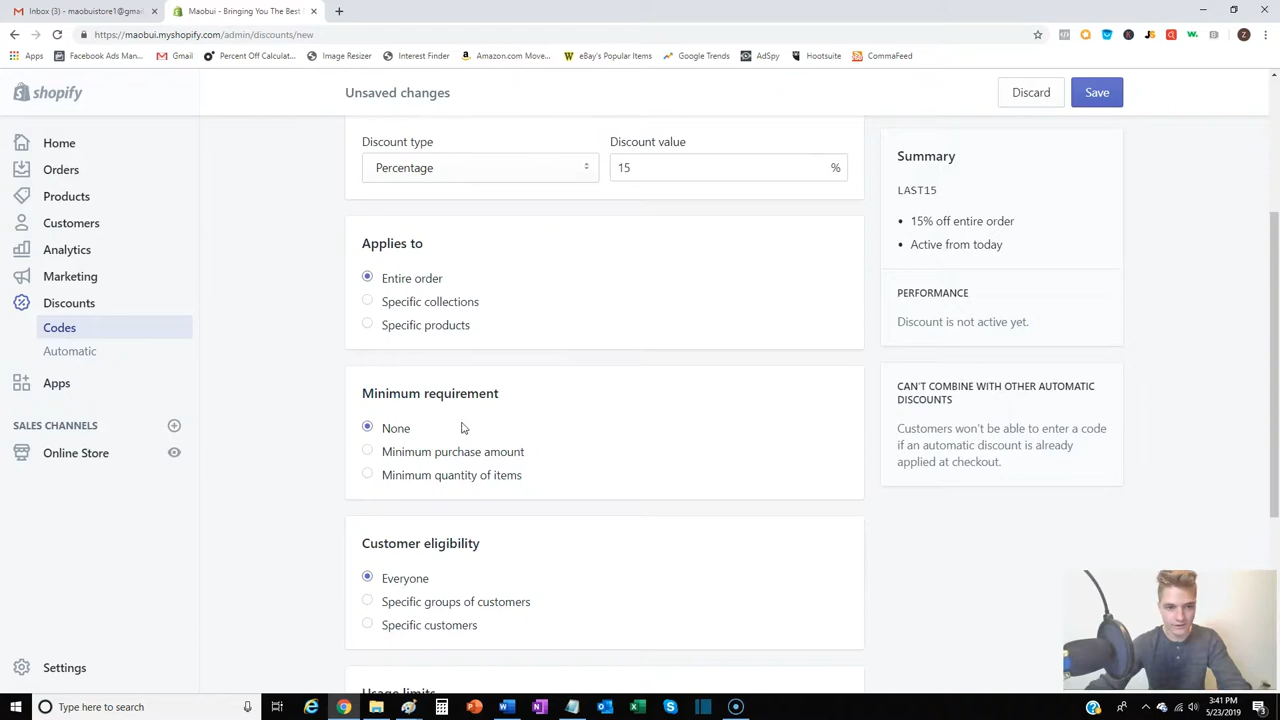 Inbox (3) - maobuistore1@gmai
Maobui - Bringing You The Best
https://maobui.myshopify.com/admin/discounts/new
Apps
Facebook Ads Man...
Gmail
Percent Off Calculat...
Image Resizer
Interest Finder
Amazon.com Move...
eBay's Popular Items
Google Trends
AdSpy
Hootsuite
CommaFeed
shopify
Unsaved changes
Discard
Save
Home
Orders
Products
Customers
Analytics
Marketing
Discounts
Codes
Automatic
Apps
SALES CHANNELS
Online Store
Settings
Discount type
Discount value
Percentage
15 %
Applies to
Entire order
Specific collections
Specific products
Minimum requirement
None
Minimum purchase amount
Minimum quantity of items
Customer eligibility
Everyone
Specific groups of customers
Specific customers
Usage limits
Summary
LAST15
• 15% off entire order
• Active from today
PERFORMANCE
Discount is not active yet.
CAN'T COMBINE WITH OTHER AUTOMATIC
DISCOUNTS
Customers won't be able to enter a code
if an automatic discount is already
applied at checkout.
Type here to search
3:41 PM
5/23/2019